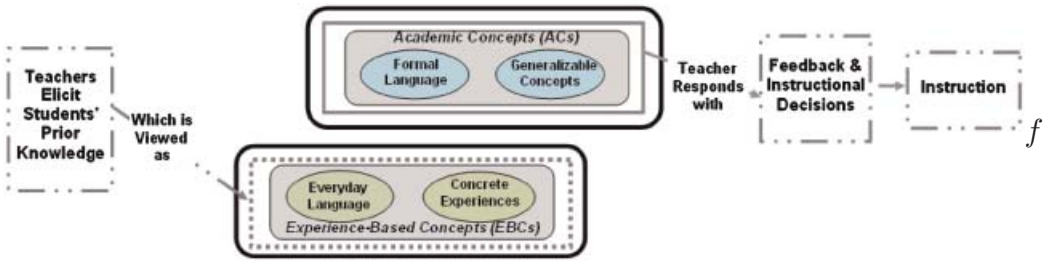 Teachers
Elicit
Students'
Prior
Knowledge
Which is
Viewed
as
Academic Concepts (ACs)
Formal
Language
Generalizable
Concepts
Everyday
Language
Concrete
Experiences
Experience-Based Concepts (EBCs)
Teacher
Responds
with
Feedback &
Instructional
Decisions
Instruction
f